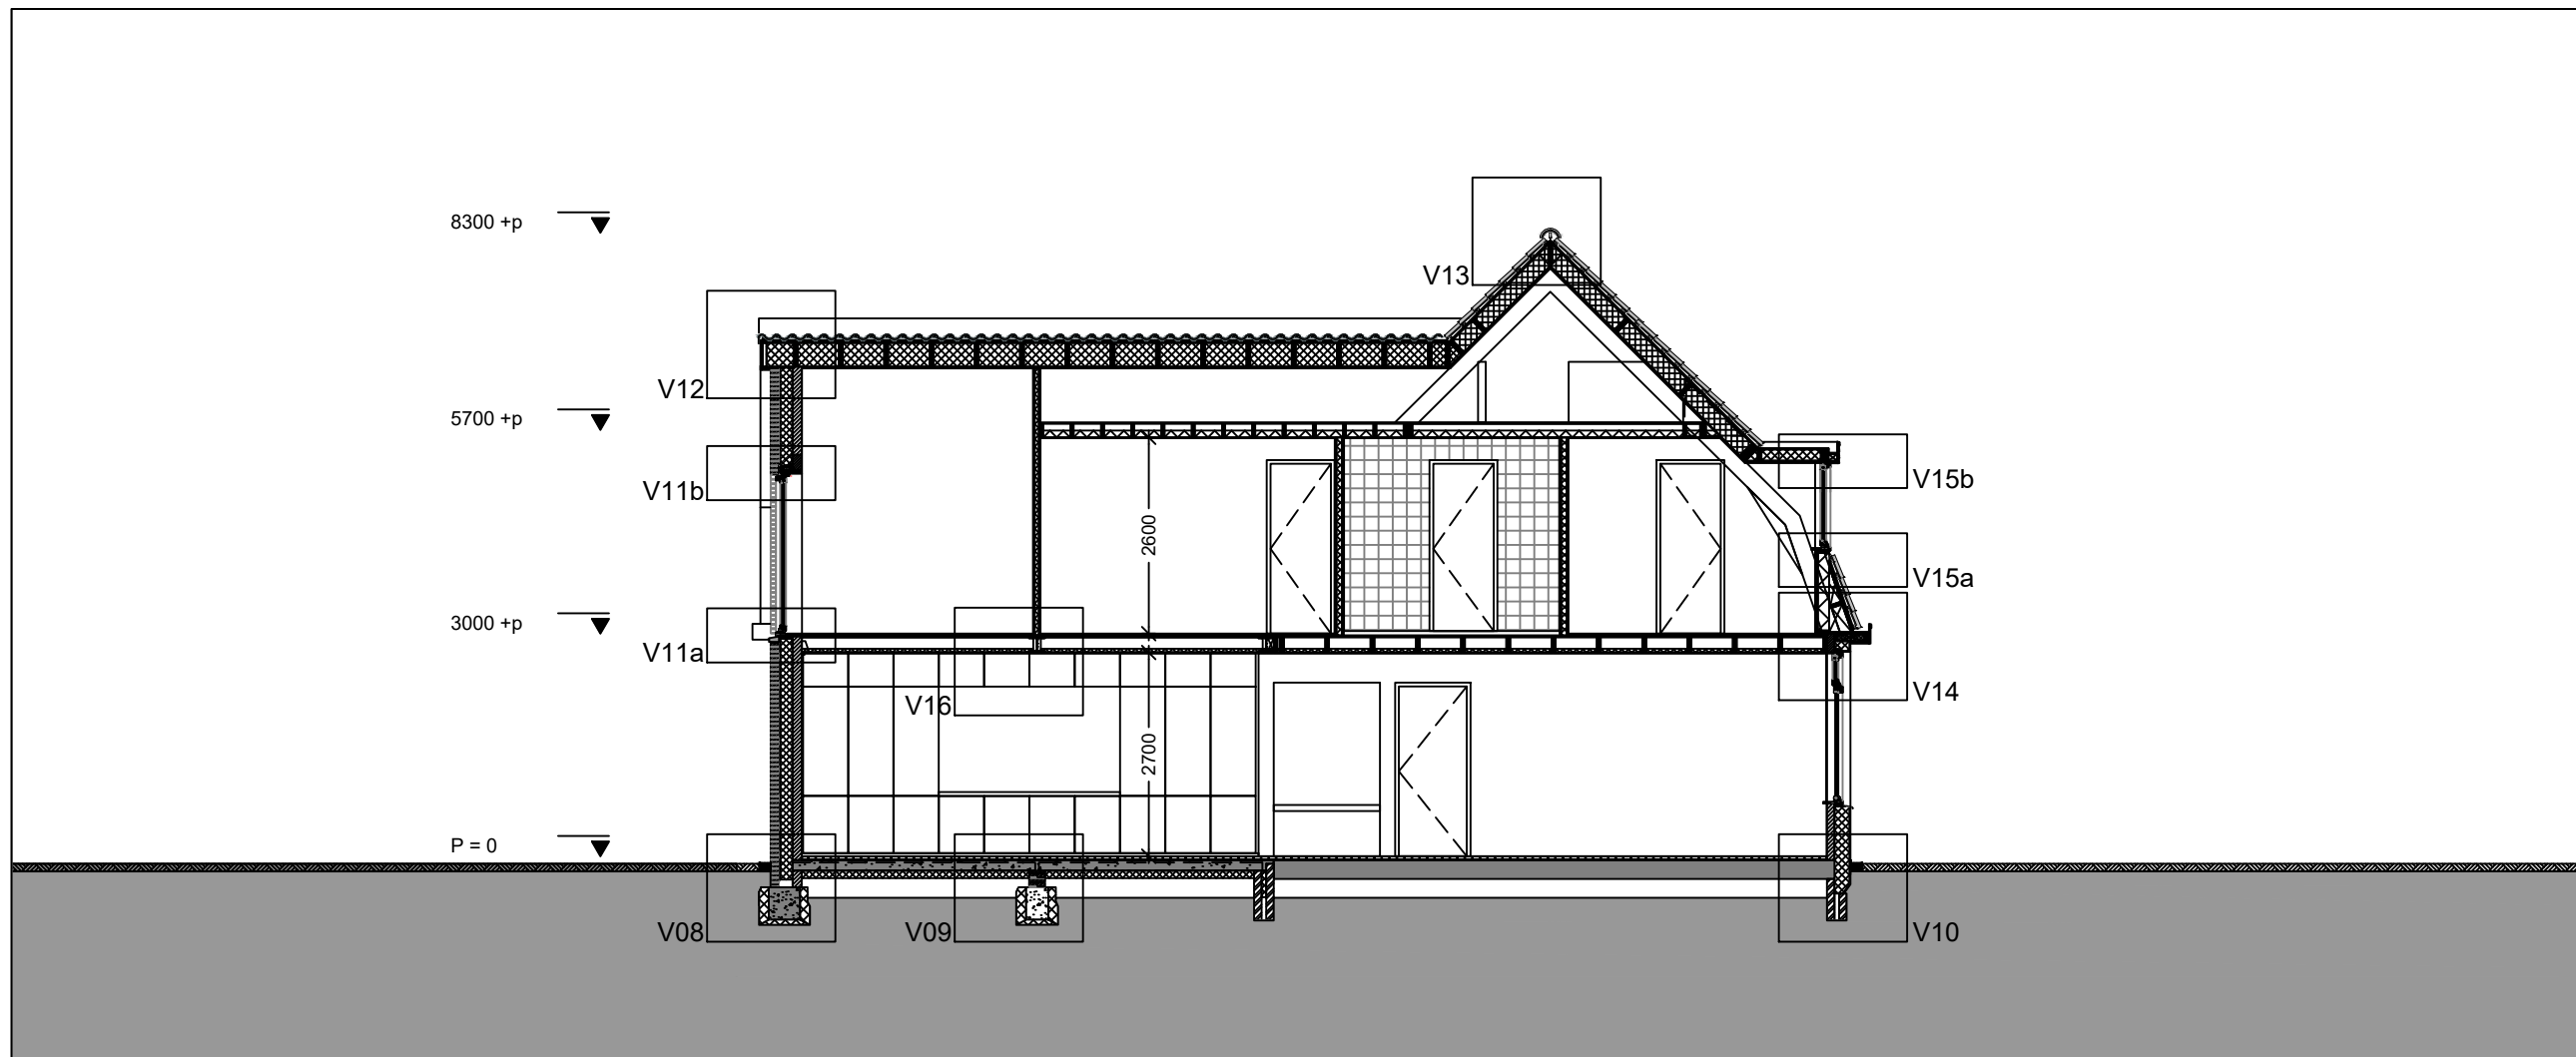 8300 +p
V13
V12
5700 +p
V11b
V15b
2600
V15a
3000 +p
V11a
V16
V14
2700
P = 0
V08
V09
V10